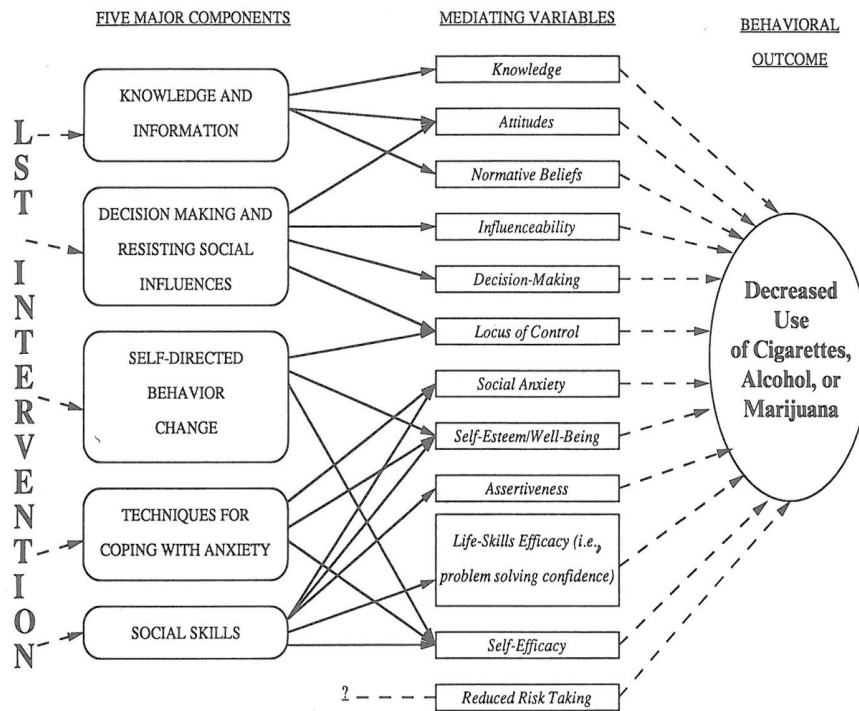 FIVE MAJOR COMPONENTS
MEDIATING VARIABLES
BEHAVIORAL
OUTCOME
LST INTERVENTION
KNOWLEDGE AND
INFORMATION
DECISION MAKING AND
RESISTING SOCIAL
INFLUENCES
SELF-DIRECTED
BEHAVIOR
CHANGE
TECHNIQUES FOR
COPING WITH ANXIETY
SOCIAL SKILLS
Knowledge
Attitudes
Normative Beliefs
Influenceability
Decision-Making
Locus of Control
Social Anxiety
Self-Esteem/Well-Being
Assertiveness
Life-Skills Efficacy (i.e.,
problem solving confidence)
Self-Efficacy
?
Reduced Risk Taking
Decreased
Use
of Cigarettes,
Alcohol, or
Marijuana